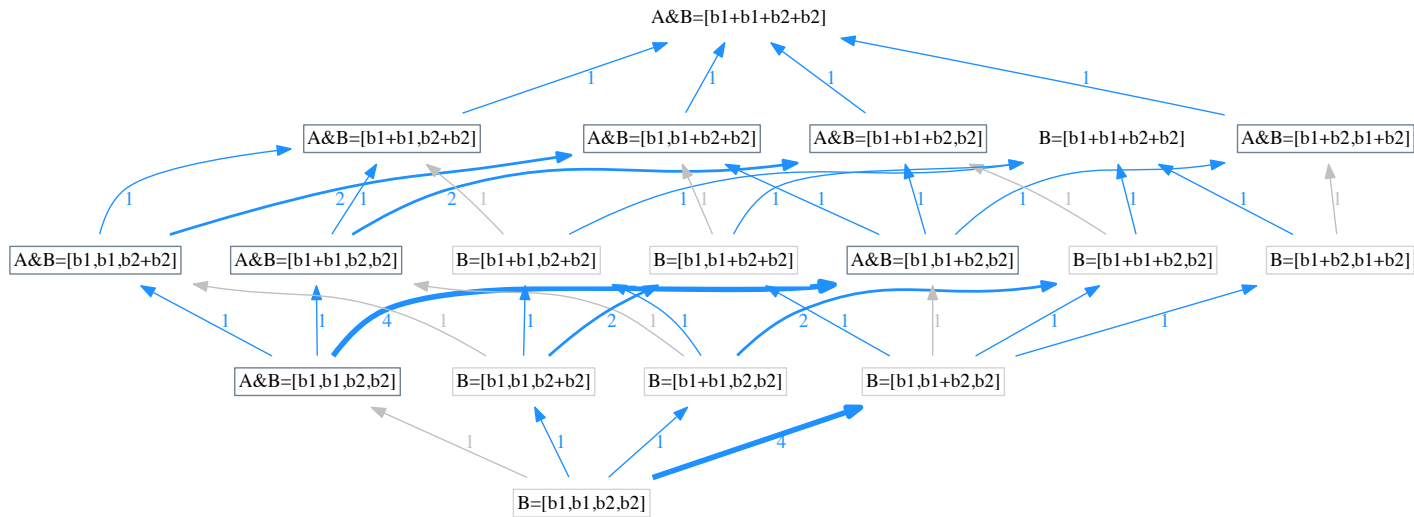 A&B=[b1+b1+b2+b2]
1 1 1 1
A&B=[b1+b1,b2+b2] A&B=[b1,b1+b2+b2] A&B=[b1+b1+b2,b2] B=[b1+b1+b2+b2] A&B=[b1+b2,b1+b2]
1 2 1 2 1 1 1 1 1 1 1 1 1 1 1
A&B=[b1,b1,b2+b2] A&B=[b1+b1,b2,b2] B=[b1+b1,b2+b2] B=[b1,b1+b2+b2] A&B=[b1,b1+b2,b2] B=[b1+b1+b2,b2] B=[b1+b2,b1+b2]
1 1 4 1 1 2 1 1 2 1 1 1 1
A&B=[b1,b1,b2,b2] B=[b1,b1,b2+b2] B=[b1+b1,b2,b2] B=[b1,b1+b2,b2]
1 1 1 4
B=[b1,b1,b2,b2]